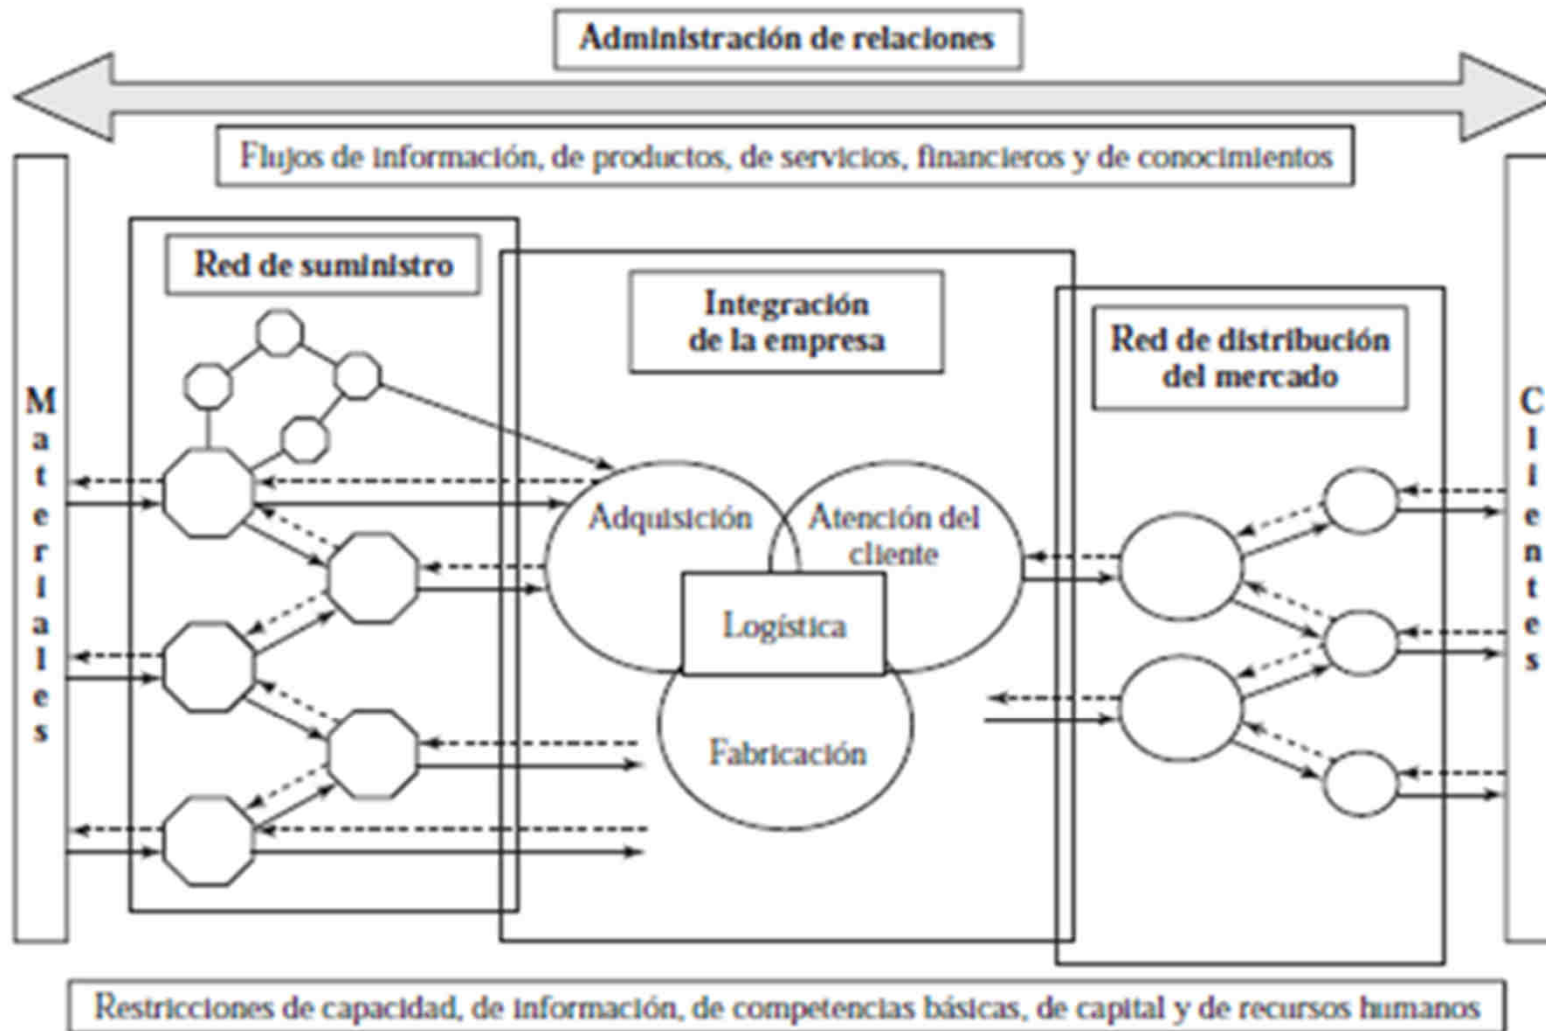 Administración de relaciones
Flujos de información, de productos, de servicios, financieros y de conocimientos
Materiales
Red de suministro
Integración
de la empresa
Red de distribución
del mercado
Clientes
Adquisición
Atención del
cliente
Logística
Fabricación
Restricciones de capacidad, de información, de competencias básicas, de capital y de recursos humanos